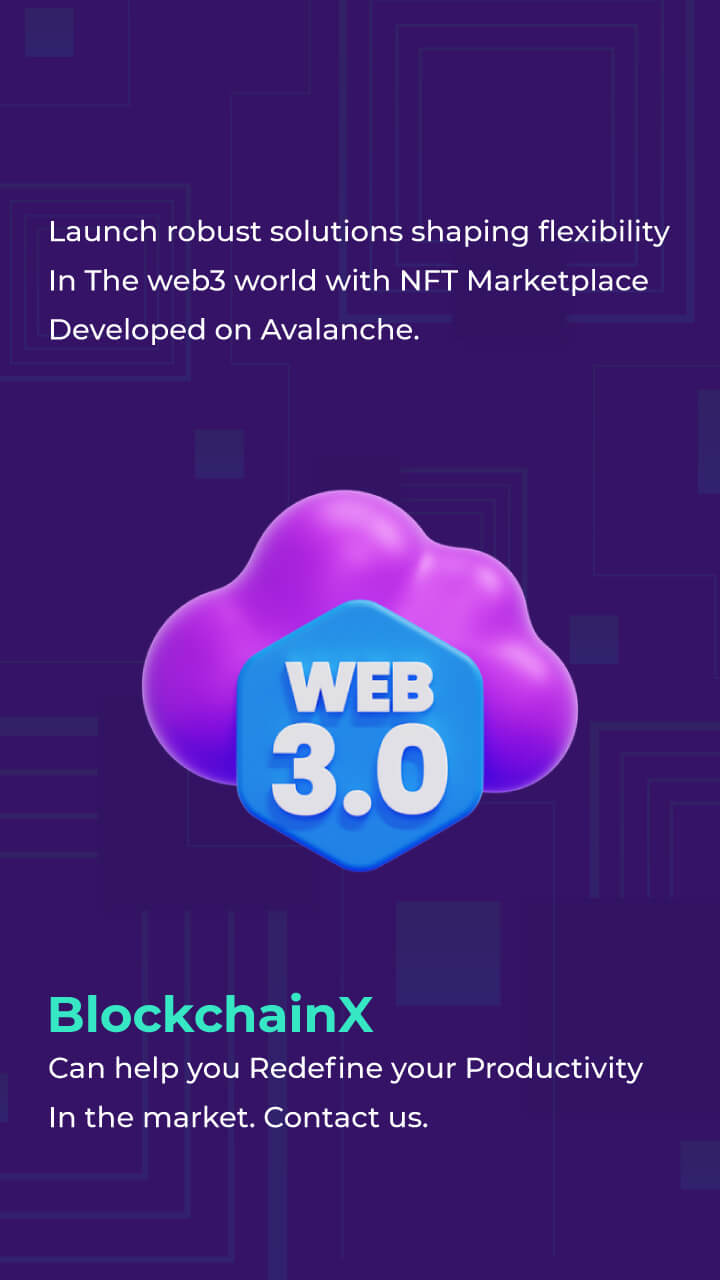 Launch robust solutions shaping flexibility
In The web3 world with NFT Marketplace
Developed on Avalanche.
WEB
3.0
BlockchainX
Can help you Redefine your Productivity
In the market. Contact us.